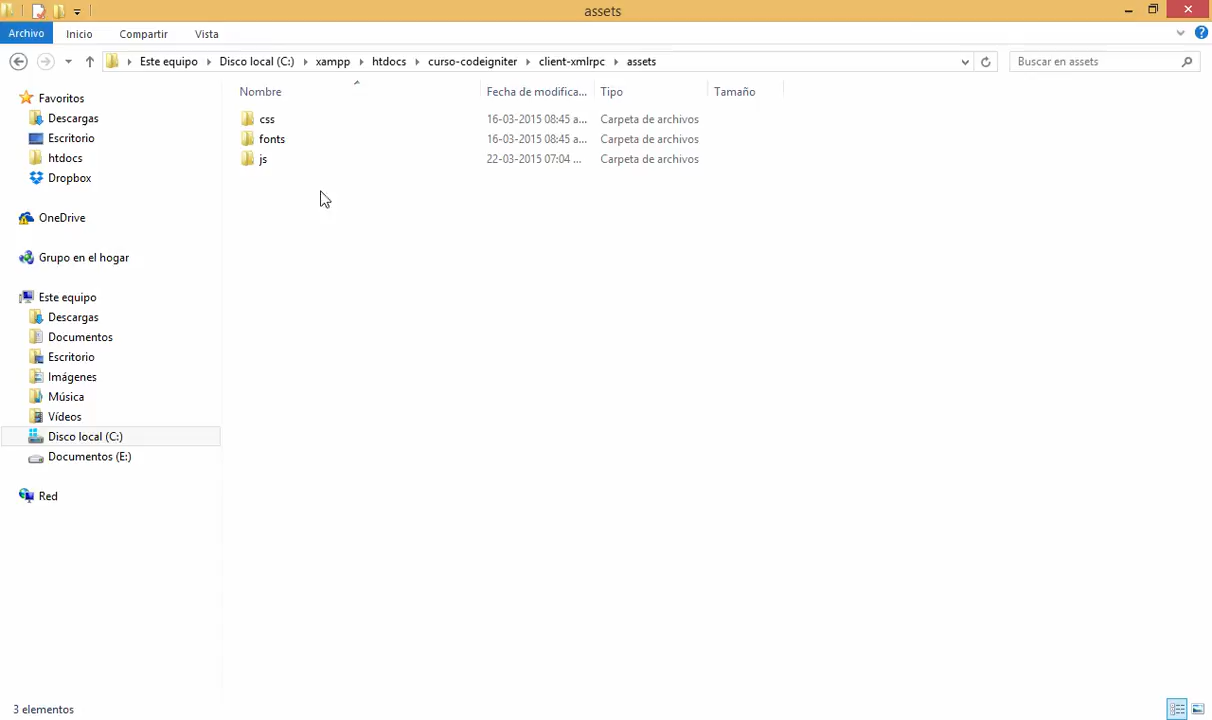 assets
Archivo Inicio Compartir Vista
Este equipo Disco local (C:) xampp htdocs curso-codeigniter client-xmlrpc assets Buscar en assets
Nombre Fecha de modifica... Tipo Tamaño
css 16-03-2015 08:45 a... Carpeta de archivos
fonts 16-03-2015 08:45 a... Carpeta de archivos
js 22-03-2015 07:04 ... Carpeta de archivos
Favoritos
Descargas
Escritorio
htdocs
Dropbox
OneDrive
Grupo en el hogar
Este equipo
Descargas
Documentos
Escritorio
Imágenes
Música
Vídeos
Disco local (C:)
Documentos (E:)
Red
3 elementos